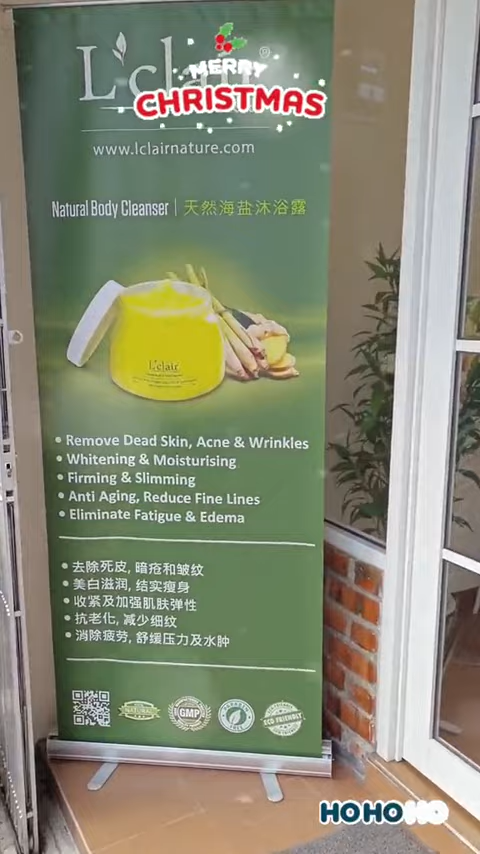 L'clair®
MERRY
CHRISTMAS
www.lclairnature.com
Natural Body Cleanser | 天然海盐沐浴露
L'clair
• Remove Dead Skin, Acne & Wrinkles
• Whitening & Moisturising
• Firming & Slimming
• Anti Aging, Reduce Fine Lines
• Eliminate Fatigue & Edema
• 去除死皮, 暗疮和皱纹
• 美白滋润, 结实瘦身
• 收紧及加强肌肤弹性
• 抗老化, 减少细纹
• 消除疲劳, 舒缓压力及水肿
NATURAL
GMP
ECO FRIENDLY
HOHOHO